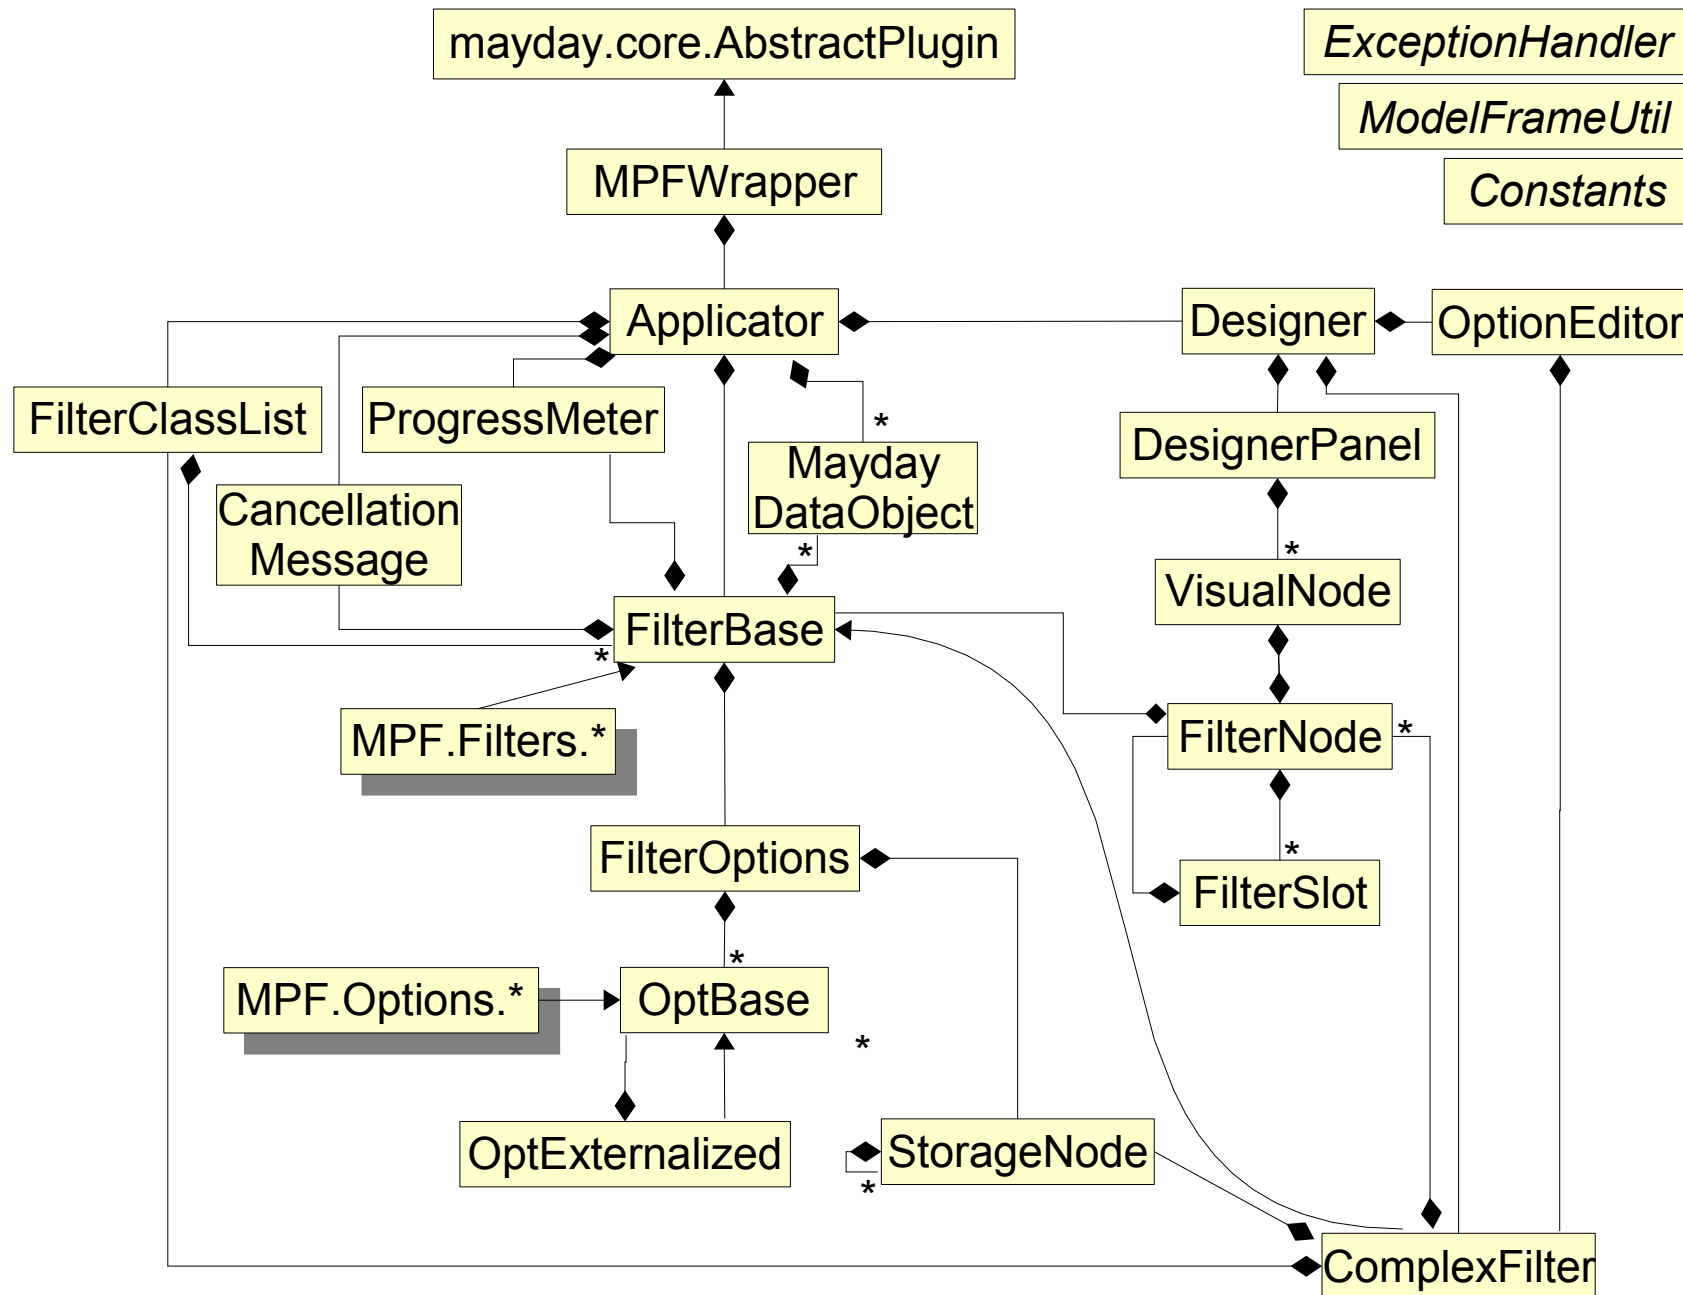 mayday.core.AbstractPlugin
ExceptionHandler
ModelFrameUtil
MPFWrapper
Constants
Applicator
Designer
OptionEditor
FilterClassList
ProgressMeter
*
DesignerPanel
Mayday
DataObject
Cancellation
Message
*
*
VisualNode
FilterBase
*
MPF.Filters.*
FilterNode
*
FilterOptions
*
FilterSlot
*
MPF.Options.*
OptBase
*
OptExternalized
StorageNode
*
ComplexFilter